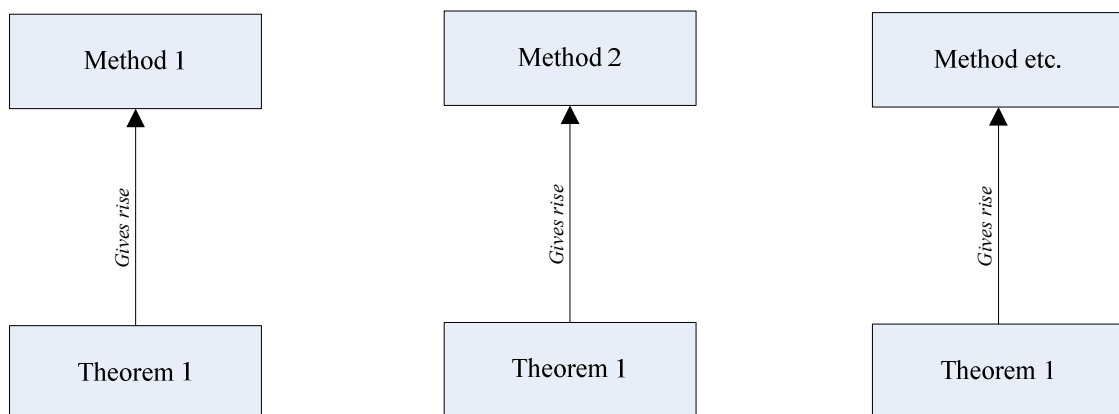 Method 1
Method 2
Method etc.
Gives rise
Gives rise
Gives rise
Theorem 1
Theorem 1
Theorem 1